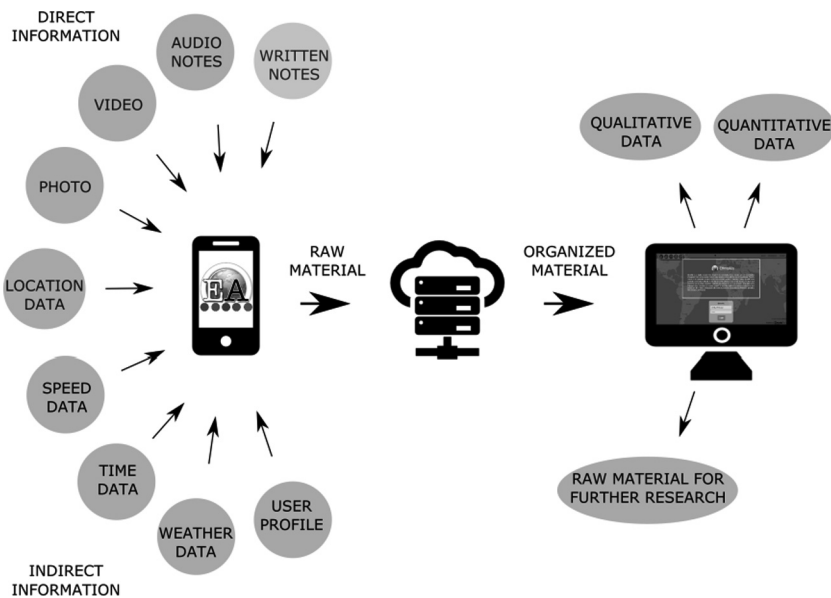 DIRECT
INFORMATION
AUDIO
NOTES
WRITTEN
NOTES
VIDEO
PHOTO
LOCATION
DATA
SPEED
DATA
TIME
DATA
WEATHER
DATA
USER
PROFILE
INDIRECT
INFORMATION
EA
RAW
MATERIAL
ORGANIZED
MATERIAL
QUALITATIVE
DATA
QUANTITATIVE
DATA
RAW MATERIAL FOR
FURTHER RESEARCH